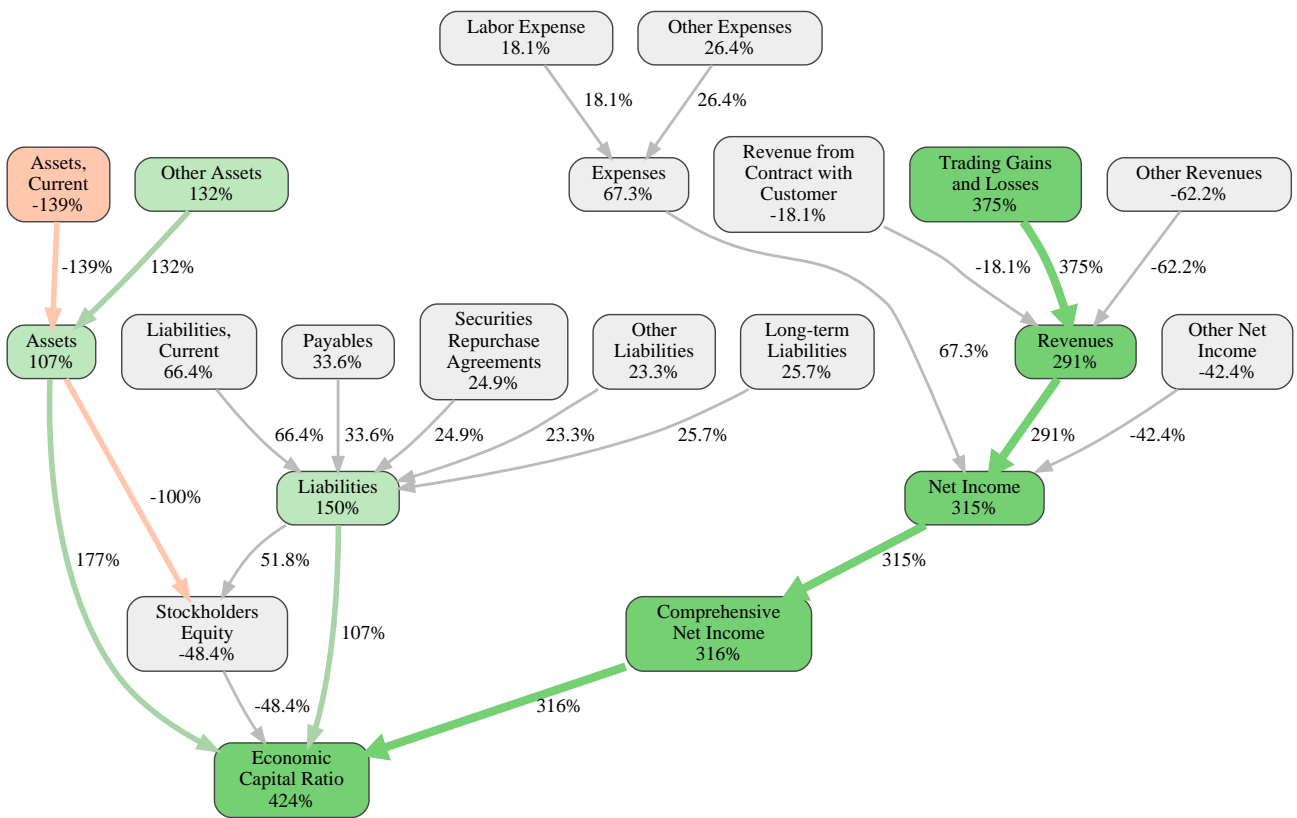 Labor Expense
18.1%
Other Expenses
26.4%
18.1%
26.4%
Assets,
Current
-139%
Other Assets
132%
Expenses
67.3%
Revenue from
Contract with
Customer
-18.1%
Trading Gains
and Losses
375%
Other Revenues
-62.2%
-139%
132%
-18.1%
375%
-62.2%
Assets
107%
Liabilities,
Current
66.4%
Payables
33.6%
Securities
Repurchase
Agreements
24.9%
Other
Liabilities
23.3%
Long-term
Liabilities
25.7%
67.3%
Revenues
291%
Other Net
Income
-42.4%
66.4%
33.6%
24.9%
23.3%
25.7%
291%
-42.4%
-100%
Liabilities
150%
Net Income
315%
177%
51.8%
315%
Stockholders
Equity
-48.4%
107%
Comprehensive
Net Income
316%
-48.4%
316%
Economic
Capital Ratio
424%